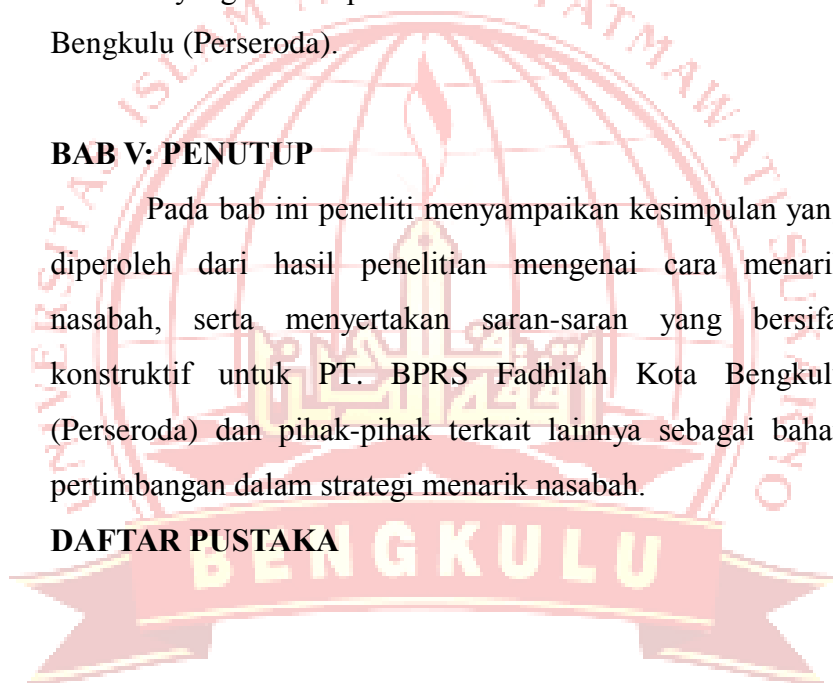 Bengkulu (Perseroda).
BAB V: PENUTUP
Pada bab ini peneliti menyampaikan kesimpulan yan
diperoleh dari hasil penelitian mengenai cara menari
nasabah, serta menyertakan saran-saran yang bersifa
konstruktif untuk PT. BPRS Fadhilah Kota Bengkul
(Perseroda) dan pihak-pihak terkait lainnya sebagai baha
pertimbangan dalam strategi menarik nasabah.
DAFTAR PUSTAKA
BENGKULU